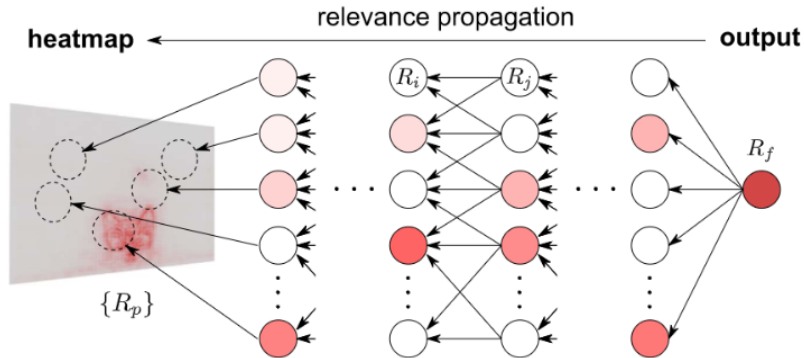 relevance propagation
heatmap
output
R_i
R_j
R_f
{R_p}